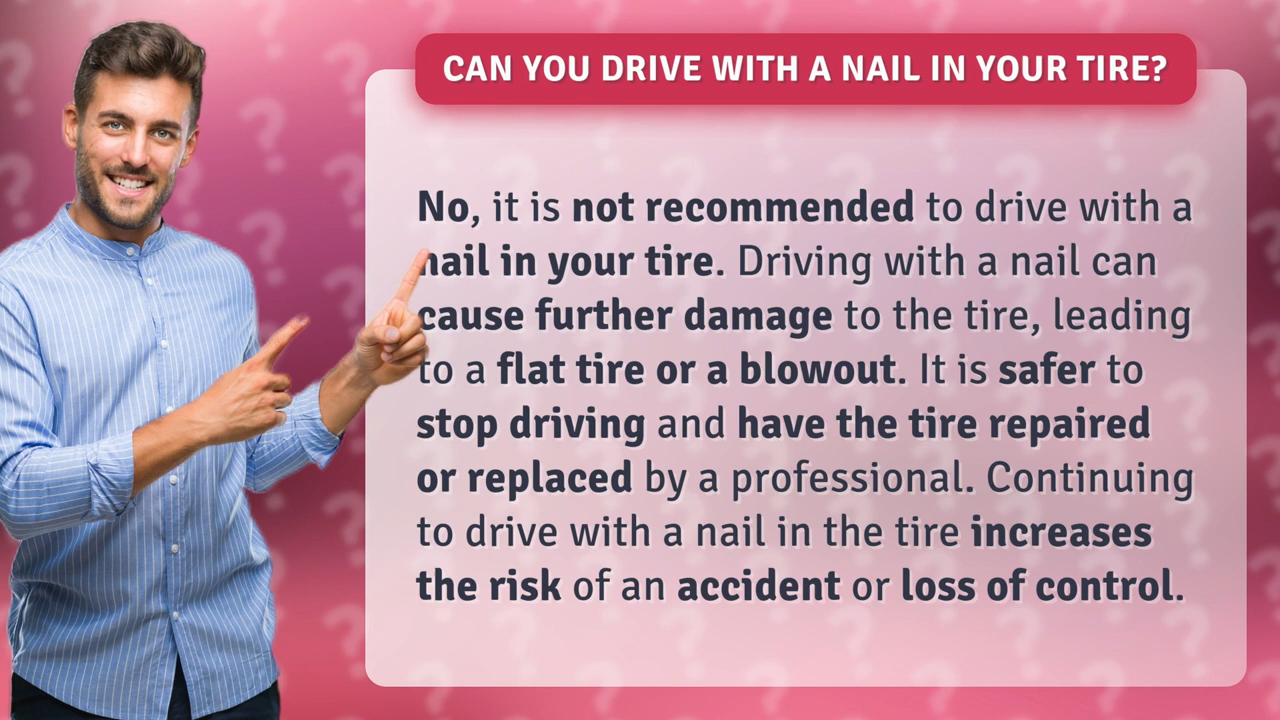 CAN YOU DRIVE WITH A NAIL IN YOUR TIRE?
No, it is not recommended to drive with a
nail in your tire. Driving with a nail can
cause further damage to the tire, leading
to a flat tire or a blowout. It is safer to
stop driving and have the tire repaired
or replaced by a professional. Continuing
to drive with a nail in the tire increases
the risk of an accident or loss of control.